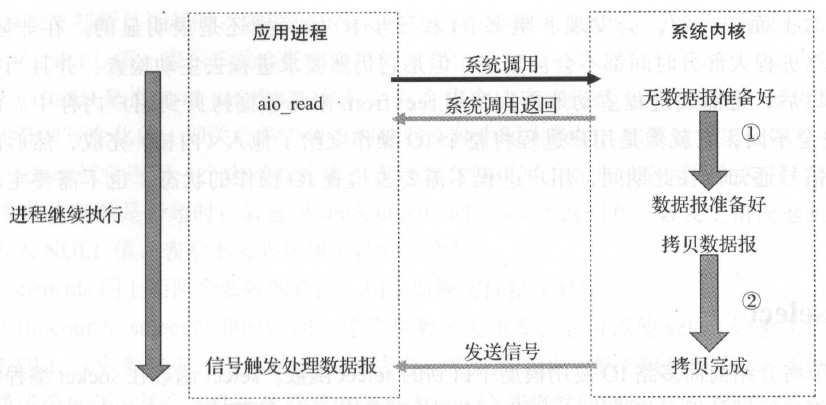 应用进程
系统内核
系统调用
aio_read
系统调用返回
无数据报准备好
①
进程继续执行
数据报准备好
拷贝数据报
②
信号触发处理数据报
发送信号
拷贝完成